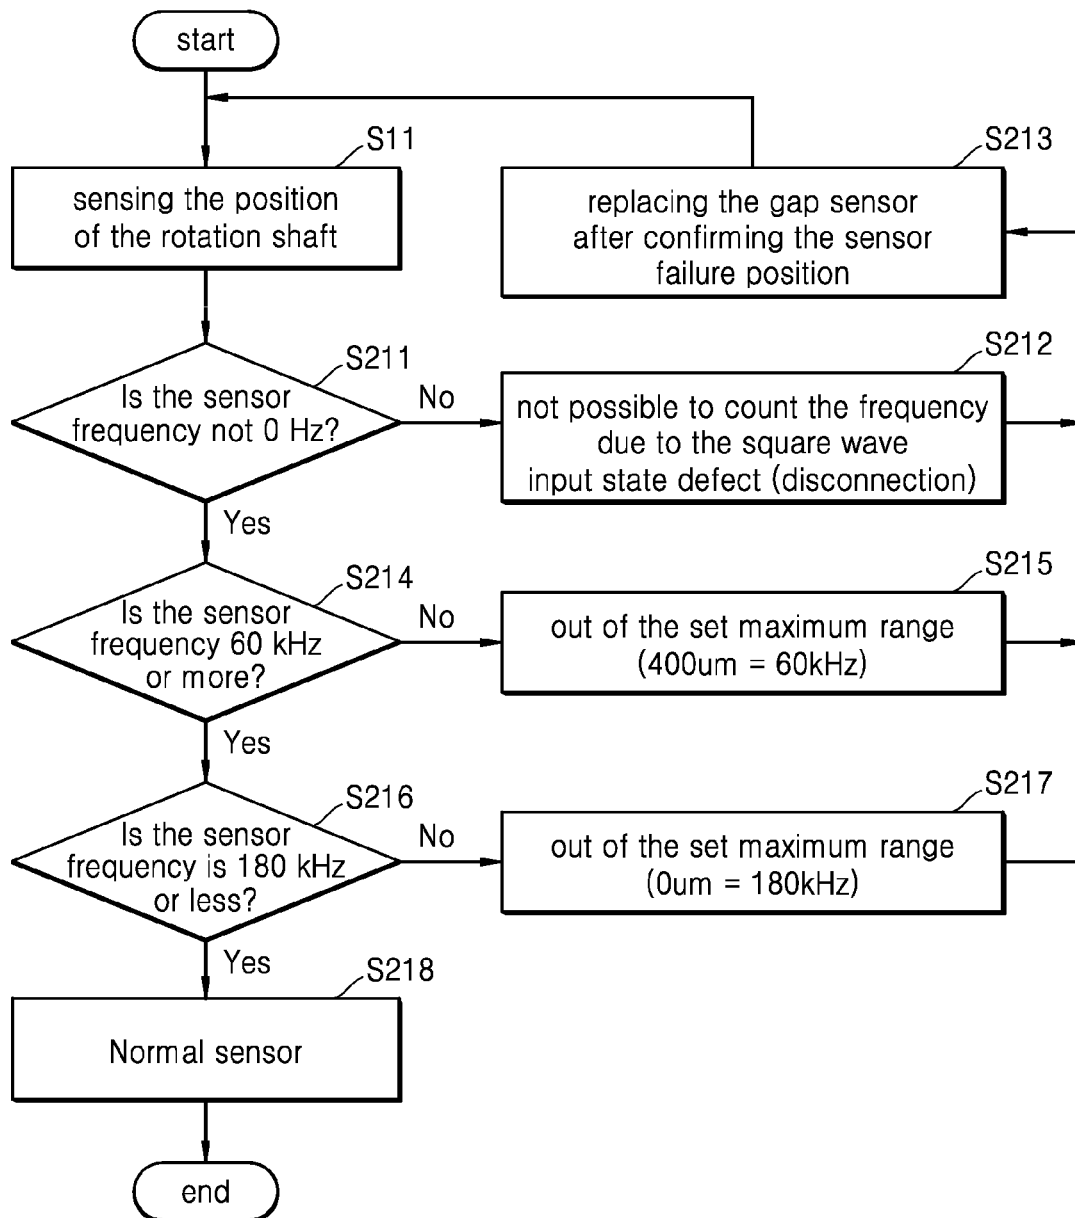 start
S11
sensing the position
of the rotation shaft
S213
replacing the gap sensor
after confirming the sensor
failure position
S211
Is the sensor
frequency not 0 Hz?
No
S212
not possible to count the frequency
due to the square wave
input state defect (disconnection)
Yes
S214
Is the sensor
frequency 60 kHz
or more?
No
S215
out of the set maximum range
(400um = 60kHz)
Yes
S216
Is the sensor
frequency is 180 kHz
or less?
No
S217
out of the set maximum range
(0um = 180kHz)
Yes
S218
Normal sensor
end